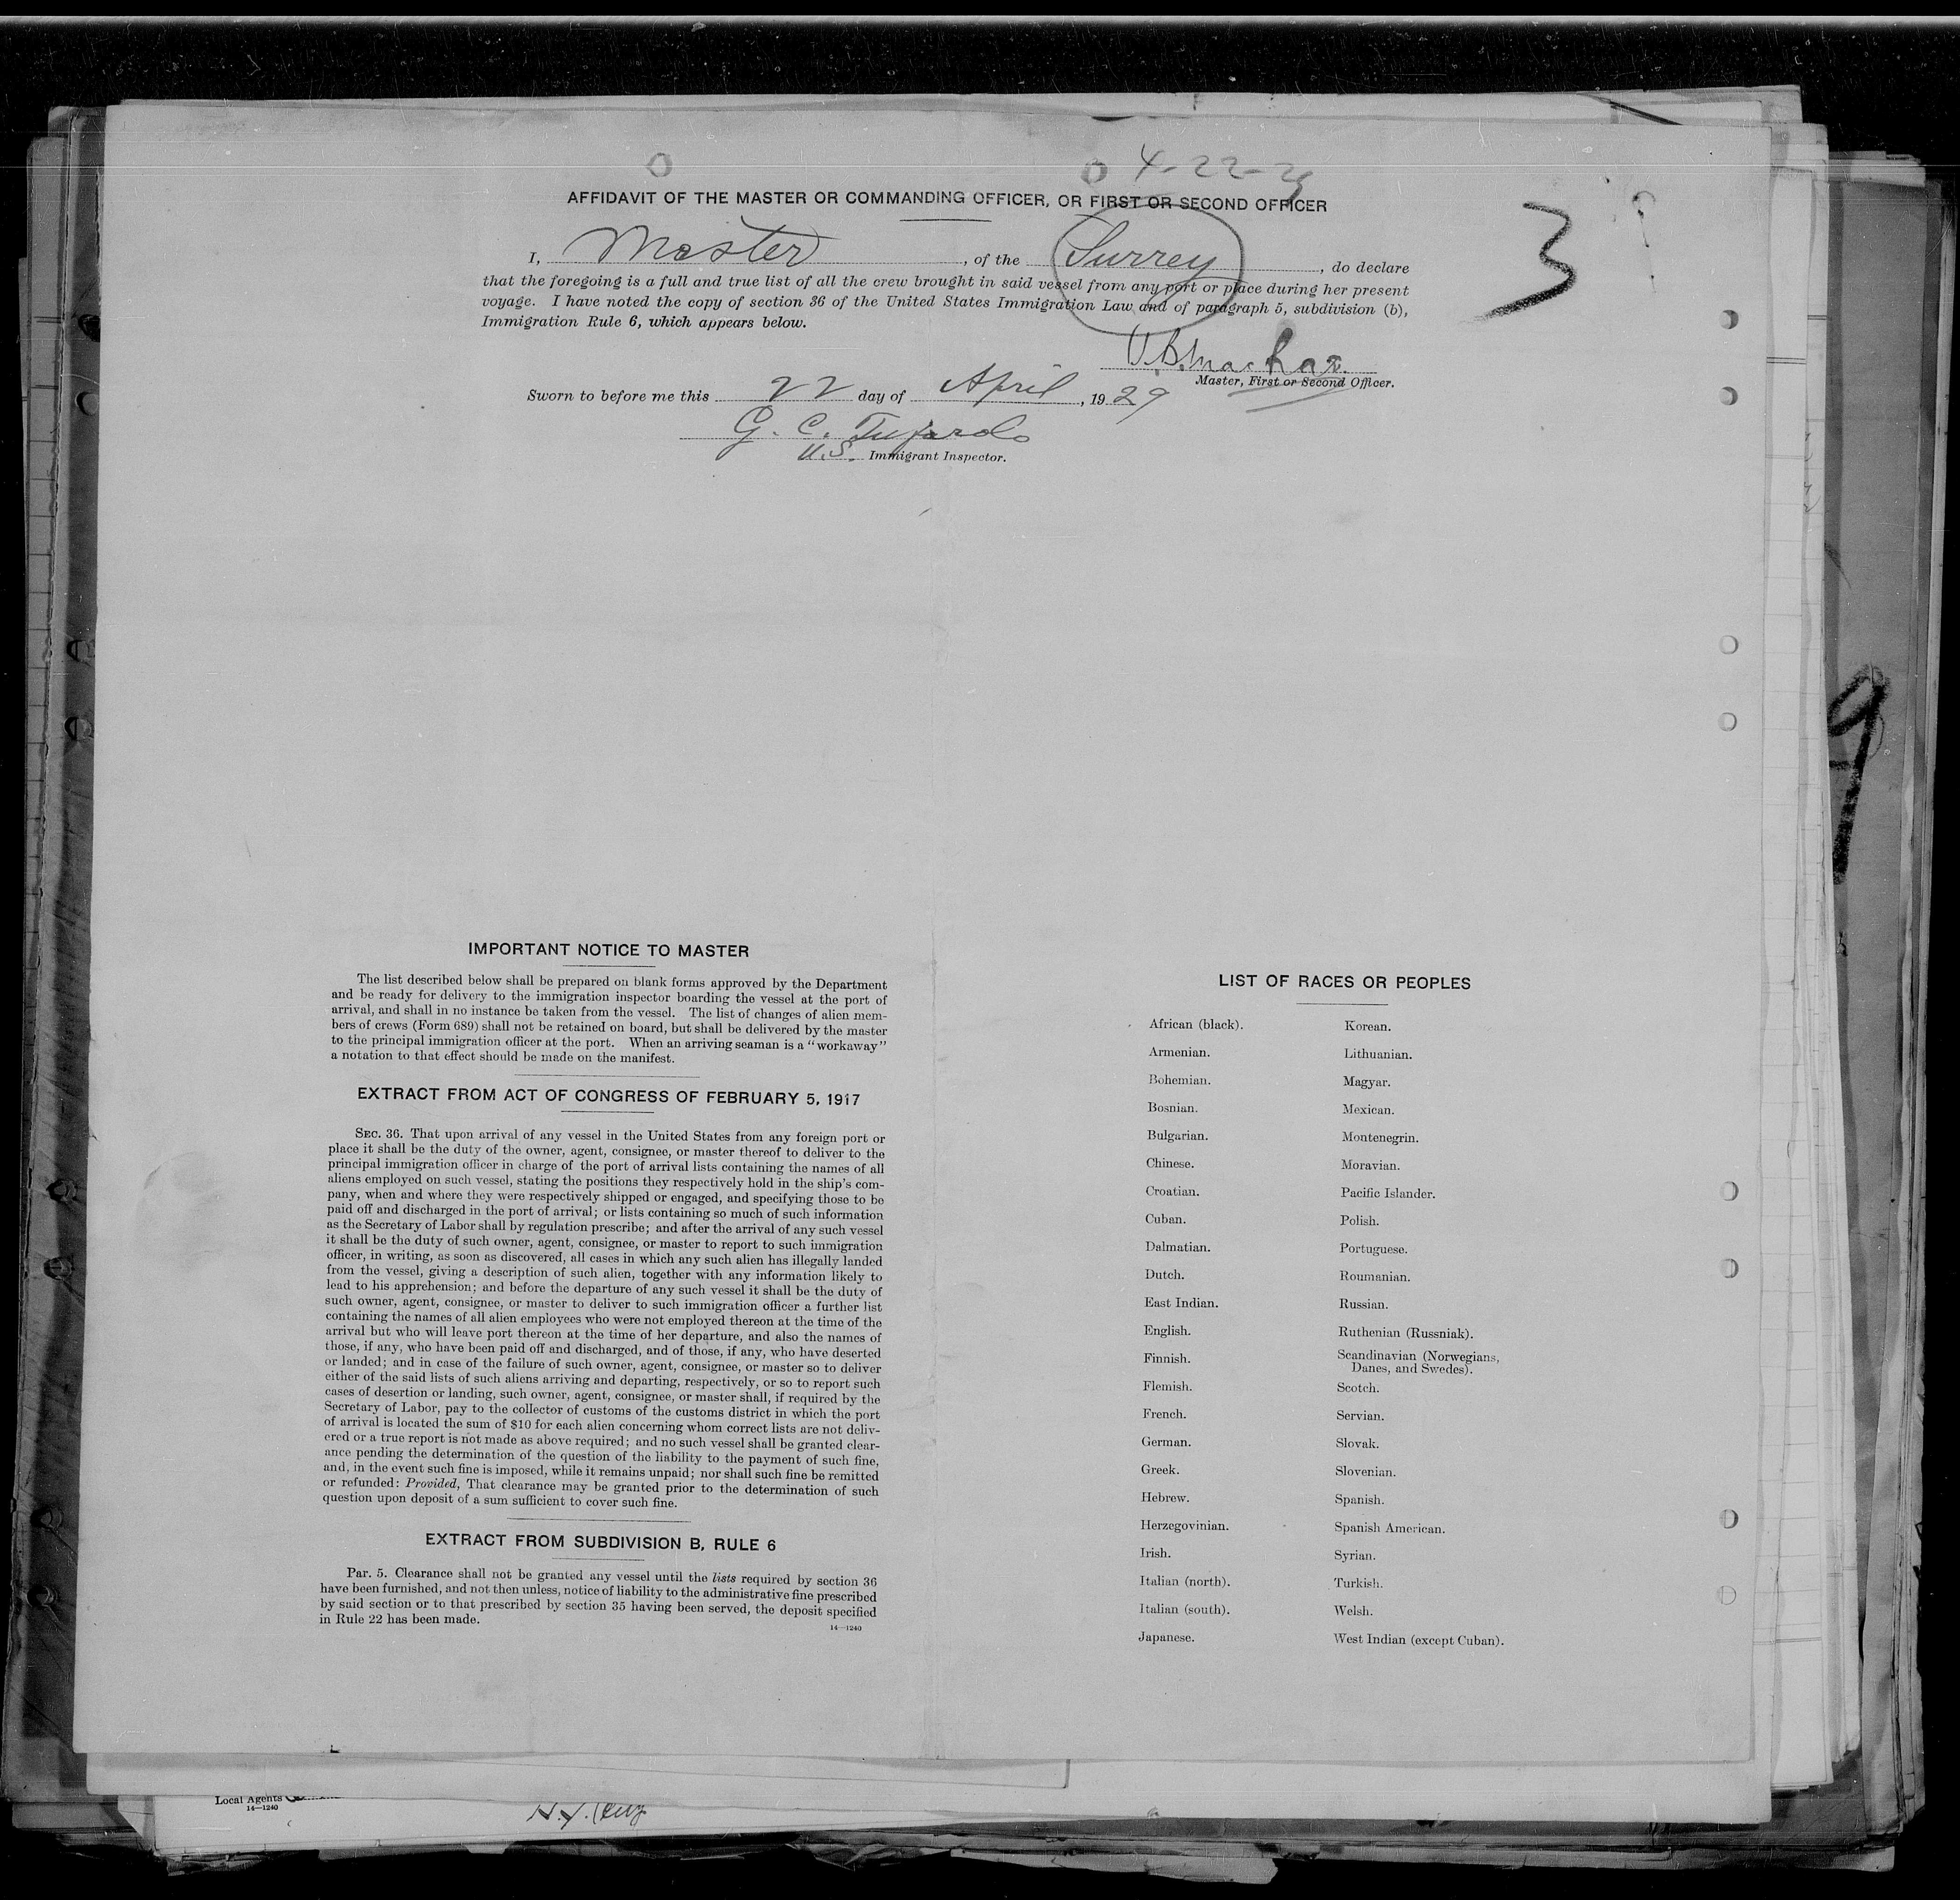 4-22-29
AFFIDAVIT OF THE MASTER OR COMMANDING OFFICER, OR FIRST OR SECOND OFFICER
I, Master, of the Surrey, do declare
that the foregoing is a full and true list of all the crew brought in said vessel from any port or place during her present
voyage. I have noted the copy of section 36 of the United States Immigration Law and of paragraph 5, subdivision (b),
Immigration Rule 6, which appears below.
3
Master, First or Second Officer.
Sworn to before me this 22 day of April, 1929
G. C.
U.S. Immigrant Inspector.
9
IMPORTANT NOTICE TO MASTER
The list described below shall be prepared on blank forms approved by the Department
and be ready for delivery to the immigration inspector boarding the vessel at the port of
arrival, and shall in no instance be taken from the vessel. The list of changes of alien mem-
bers of crews (Form 689) shall not be retained on board, but shall be delivered by the master
to the principal immigration officer at the port. When an arriving seaman is a "workaway"
a notation to that effect should be made on the manifest.
EXTRACT FROM ACT OF CONGRESS OF FEBRUARY 5, 1917
SEC. 36. That upon arrival of any vessel in the United States from any foreign port or
place it shall be the duty of the owner, agent, consignee, or master thereof to deliver to the
principal immigration officer in charge of the port of arrival lists containing the names of all
aliens employed on such vessel, stating the positions they respectively hold in the ship's com-
pany, when and where they were respectively shipped or engaged, and specifying those to be
paid off and discharged in the port of arrival; or lists containing so much of such information
as the Secretary of Labor shall by regulation prescribe; and after the arrival of any such vessel
it shall be the duty of such owner, agent, consignee, or master to report to such immigration
officer, in writing, as soon as discovered, all cases in which any such alien has illegally landed
from the vessel, giving a description of such alien, together with any information likely to
lead to his apprehension; and before the departure of any such vessel it shall be the duty of
such owner, agent, consignee, or master to deliver to such immigration officer a further list
containing the names of all alien employees who were not employed thereon at the time of the
arrival but who will leave port thereon at the time of her departure, and also the names of
those, if any, who have been paid off and discharged, and of those, if any, who have deserted
or landed; and in case of the failure of such owner, agent, consignee, or master so to deliver
either of the said lists of such aliens arriving and departing, respectively, or so to report such
cases of desertion or landing, such owner, agent, consignee, or master shall, if required by the
Secretary of Labor, pay to the collector of customs of the customs district in which the port
of arrival is located the sum of $10 for each alien concerning whom correct lists are not deliv-
ered or a true report is not made as above required; and no such vessel shall be granted clear-
ance pending the determination of the question of the liability to the payment of such fine,
and, in the event such fine is imposed, while it remains unpaid; nor shall such fine be remitted
or refunded: Provided, That clearance may be granted prior to the determination of such
question upon deposit of a sum sufficient to cover such fine.
EXTRACT FROM SUBDIVISION B, RULE 6
Par. 5. Clearance shall not be granted any vessel until the lists required by section 36
have been furnished, and not then unless, notice of liability to the administrative fine prescribed
by said section or to that prescribed by section 35 having been served, the deposit specified
in Rule 22 has been made.
14—1240
LIST OF RACES OR PEOPLES
African (black).
Armenian.
Bohemian.
Bosnian.
Bulgarian.
Chinese.
Croatian.
Cuban.
Dalmatian.
Dutch.
East Indian.
English.
Finnish.
Flemish.
French.
German.
Greek.
Hebrew.
Herzegovinian.
Irish.
Italian (north).
Italian (south).
Japanese.
Korean.
Lithuanian.
Magyar.
Mexican.
Montenegrin.
Moravian.
Pacific Islander.
Polish.
Portuguese.
Roumanian.
Russian.
Ruthenian (Russniak).
Scandinavian (Norwegians,
Danes, and Swedes).
Scotch.
Servian.
Slovak.
Slovenian.
Spanish.
Spanish American.
Syrian.
Turkish.
Welsh.
West Indian (except Cuban).
Local Agents
14—1240
N.Y. City